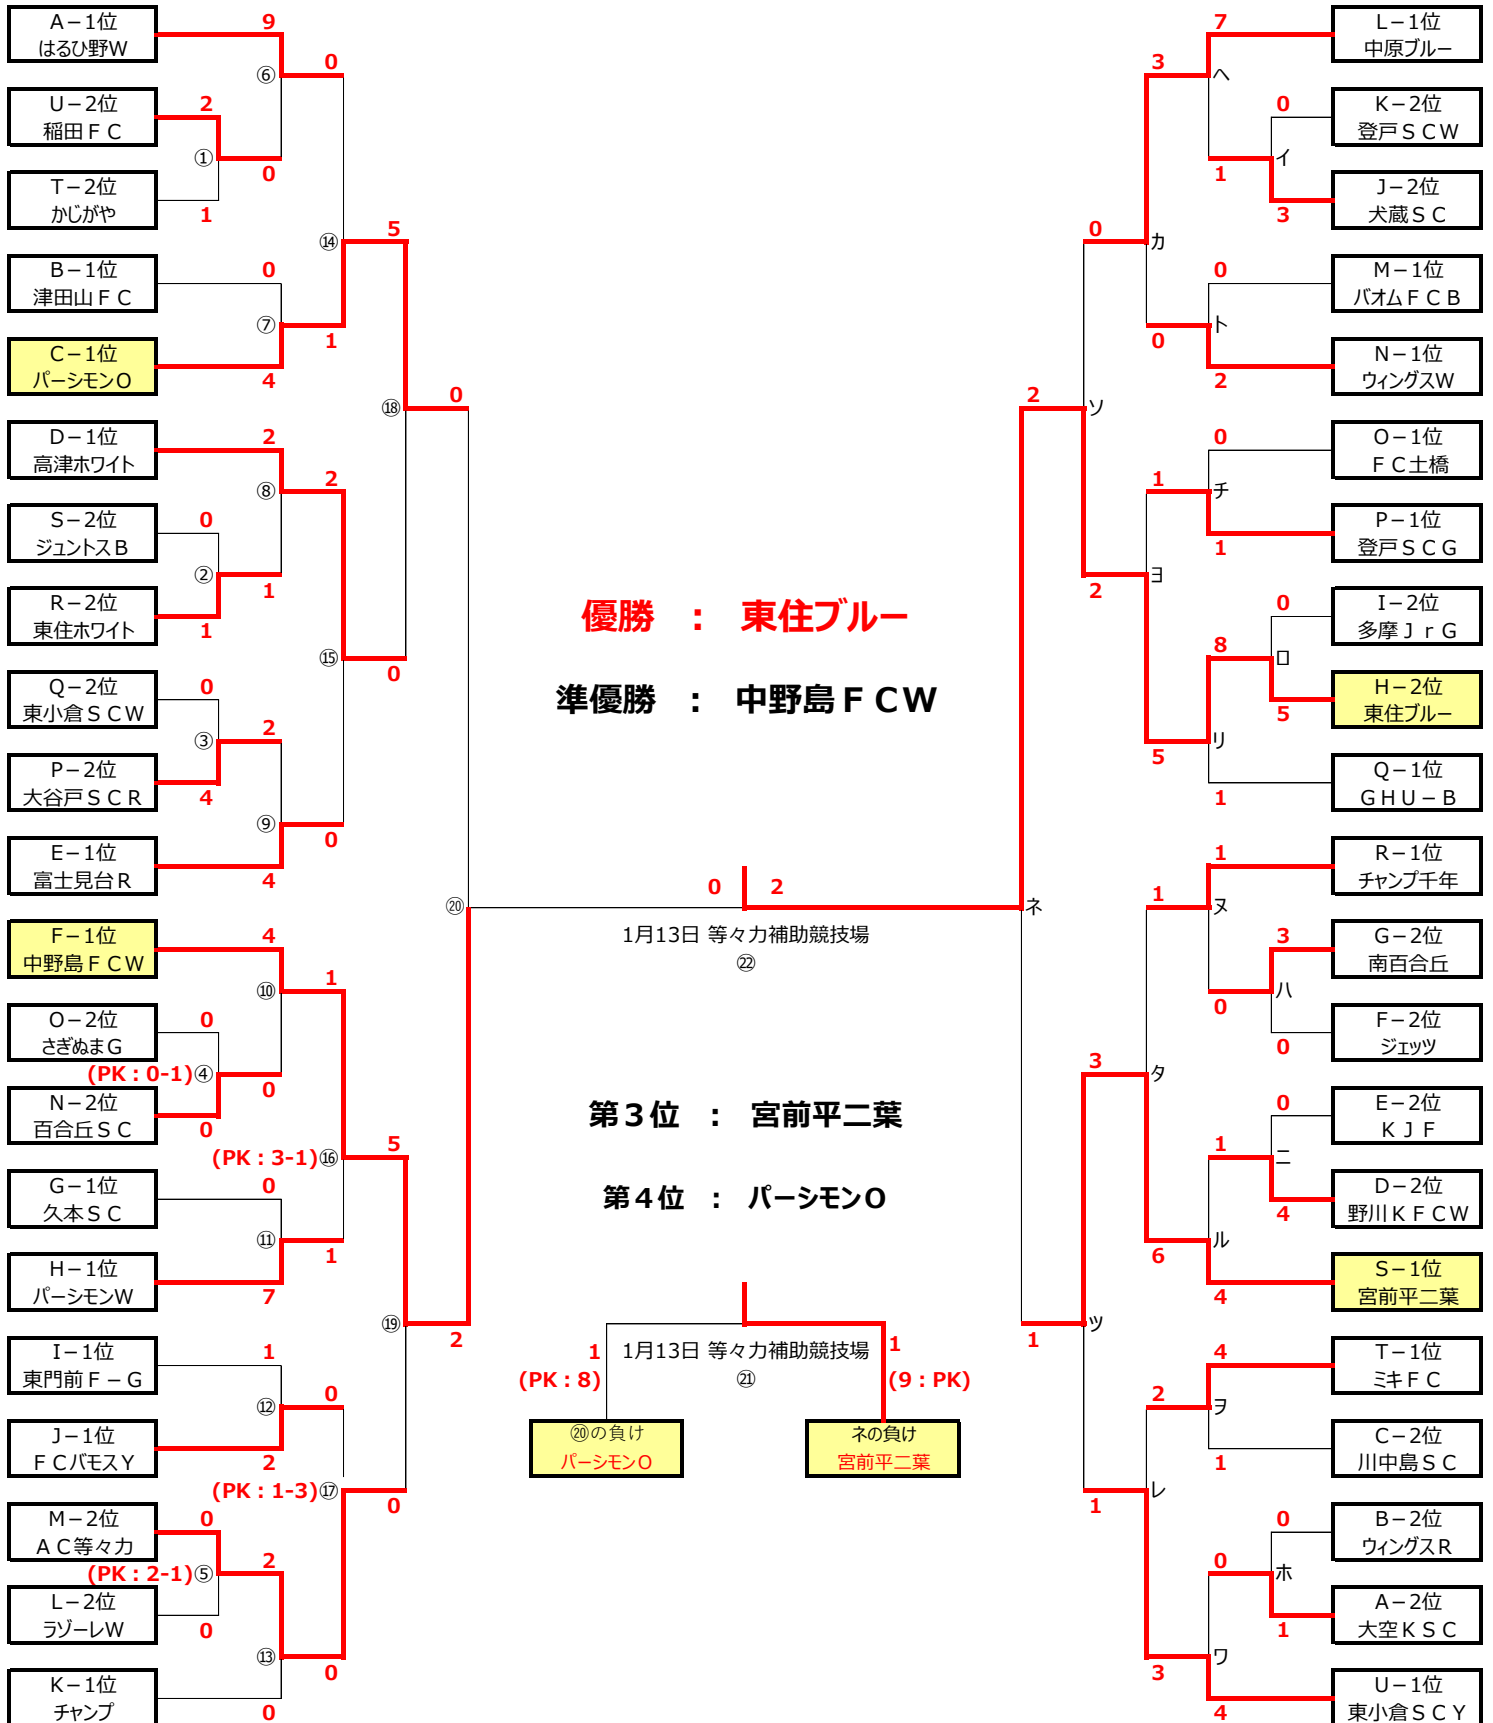 A－1位
はるひ野W
9
⑥
0
U－2位
稲田ＦＣ
2
①
0
T－2位
かじがや
1
⑭
5
B－1位
津田山ＦＣ
0
⑦
1
C－1位
パーシモンO
4
⑱
0
D－1位
高津ホワイト
2
⑧
2
S－2位
ジュントスＢ
0
②
1
R－2位
東住ホワイト
1
⑮
0
Q－2位
東小倉ＳＣＷ
0
③
2
P－2位
大谷戸ＳＣＲ
4
⑨
0
E－1位
富士見台Ｒ
4
⑳
F－1位
中野島ＦＣＷ
4
⑩
1
O－2位
さぎぬまＧ
0
(PK：0-1)④
0
N－2位
百合丘ＳＣ
0
(PK：3-1)⑯
5
G－1位
久本ＳＣ
0
⑪
1
H－1位
パーシモンW
7
⑲
2
I－1位
東門前Ｆ－Ｇ
1
⑫
0
J－1位
ＦＣバモスＹ
2
(PK：1-3)⑰
0
M－2位
ＡＣ等々力
0
(PK：2-1)⑤
2
L－2位
ラゾーレW
0
⑬
0
K－1位
チャンプ
0
優勝　：　東住ブルー
準優勝　：　中野島ＦＣＷ
0　2
1月13日 等々力補助競技場
㉒
第３位　：　宮前平二葉
第４位　：　パーシモンO
1　1月13日 等々力補助競技場　1
(PK：8)　㉑　(9：PK)
⑳の負け
パーシモンO
ネの負け
宮前平二葉
7
L－1位
中原ブルー
3
ヘ
0
K－2位
登戸ＳＣＷ
イ
1
J－2位
犬蔵ＳＣ
3
0
カ
0
M－1位
バオムＦＣＢ
ト
0
N－1位
ウィングスW
2
2
ソ
0
O－1位
ＦＣ土橋
1
チ
P－1位
登戸ＳＣＧ
1
ヨ
2
0
I－2位
多摩ＪｒＧ
8
ロ
H－2位
東住ブルー
5
リ
5
Q－1位
ＧＨＵ－Ｂ
1
ネ
1
R－1位
チャンプ千年
1
ヌ
3
G－2位
南百合丘
ハ
0
F－2位
ジェッツ
0
3
タ
0
E－2位
ＫＪＦ
1
ニ
D－2位
野川ＫＦＣＷ
4
ル
6
S－1位
宮前平二葉
4
ツ
1
4
T－1位
ミキＦＣ
2
ヲ
C－2位
川中島ＳＣ
1
レ
1
0
B－2位
ウィングスＲ
0
ホ
A－2位
大空ＫＳＣ
1
ワ
3
U－1位
東小倉ＳＣＹ
4